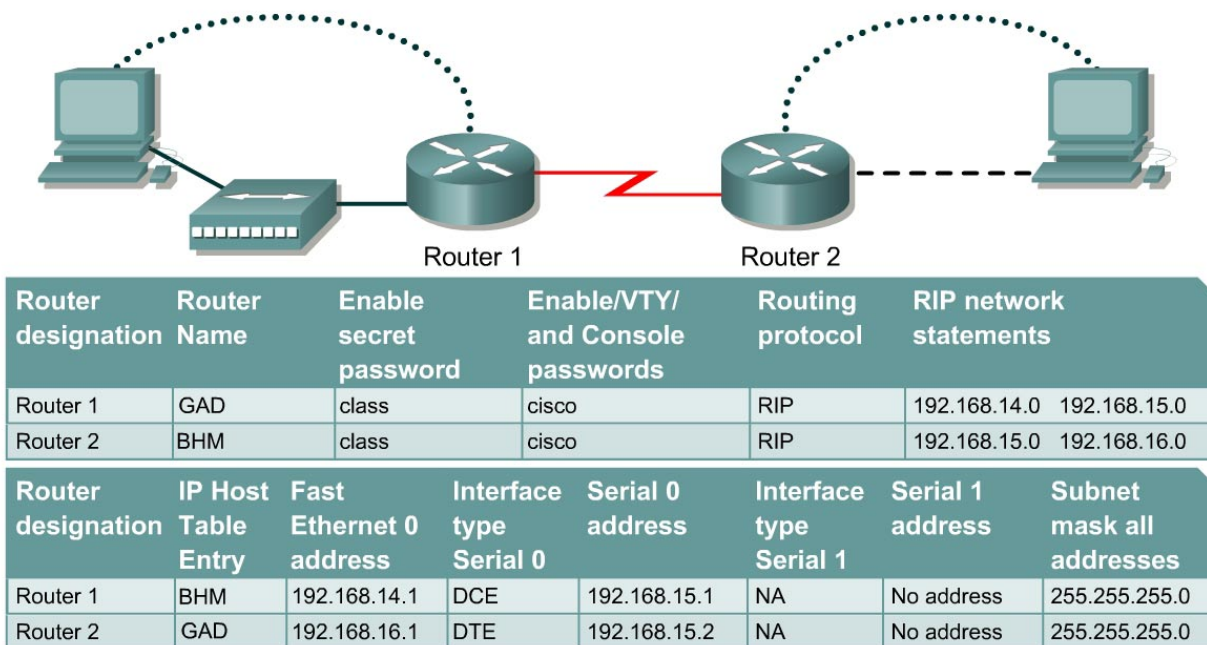 Router 1
Router 2
Router designation Router Name Enable secret password Enable/VTY/ and Console passwords Routing protocol RIP network statements
Router 1 GAD class cisco RIP 192.168.14.0 192.168.15.0
Router 2 BHM class cisco RIP 192.168.15.0 192.168.16.0
Router designation IP Host Table Entry Fast Ethernet 0 address Interface type Serial 0 Serial 0 address Interface type Serial 1 Serial 1 address Subnet mask all addresses
Router 1 BHM 192.168.14.1 DCE 192.168.15.1 NA No address 255.255.255.0
Router 2 GAD 192.168.16.1 DTE 192.168.15.2 NA No address 255.255.255.0